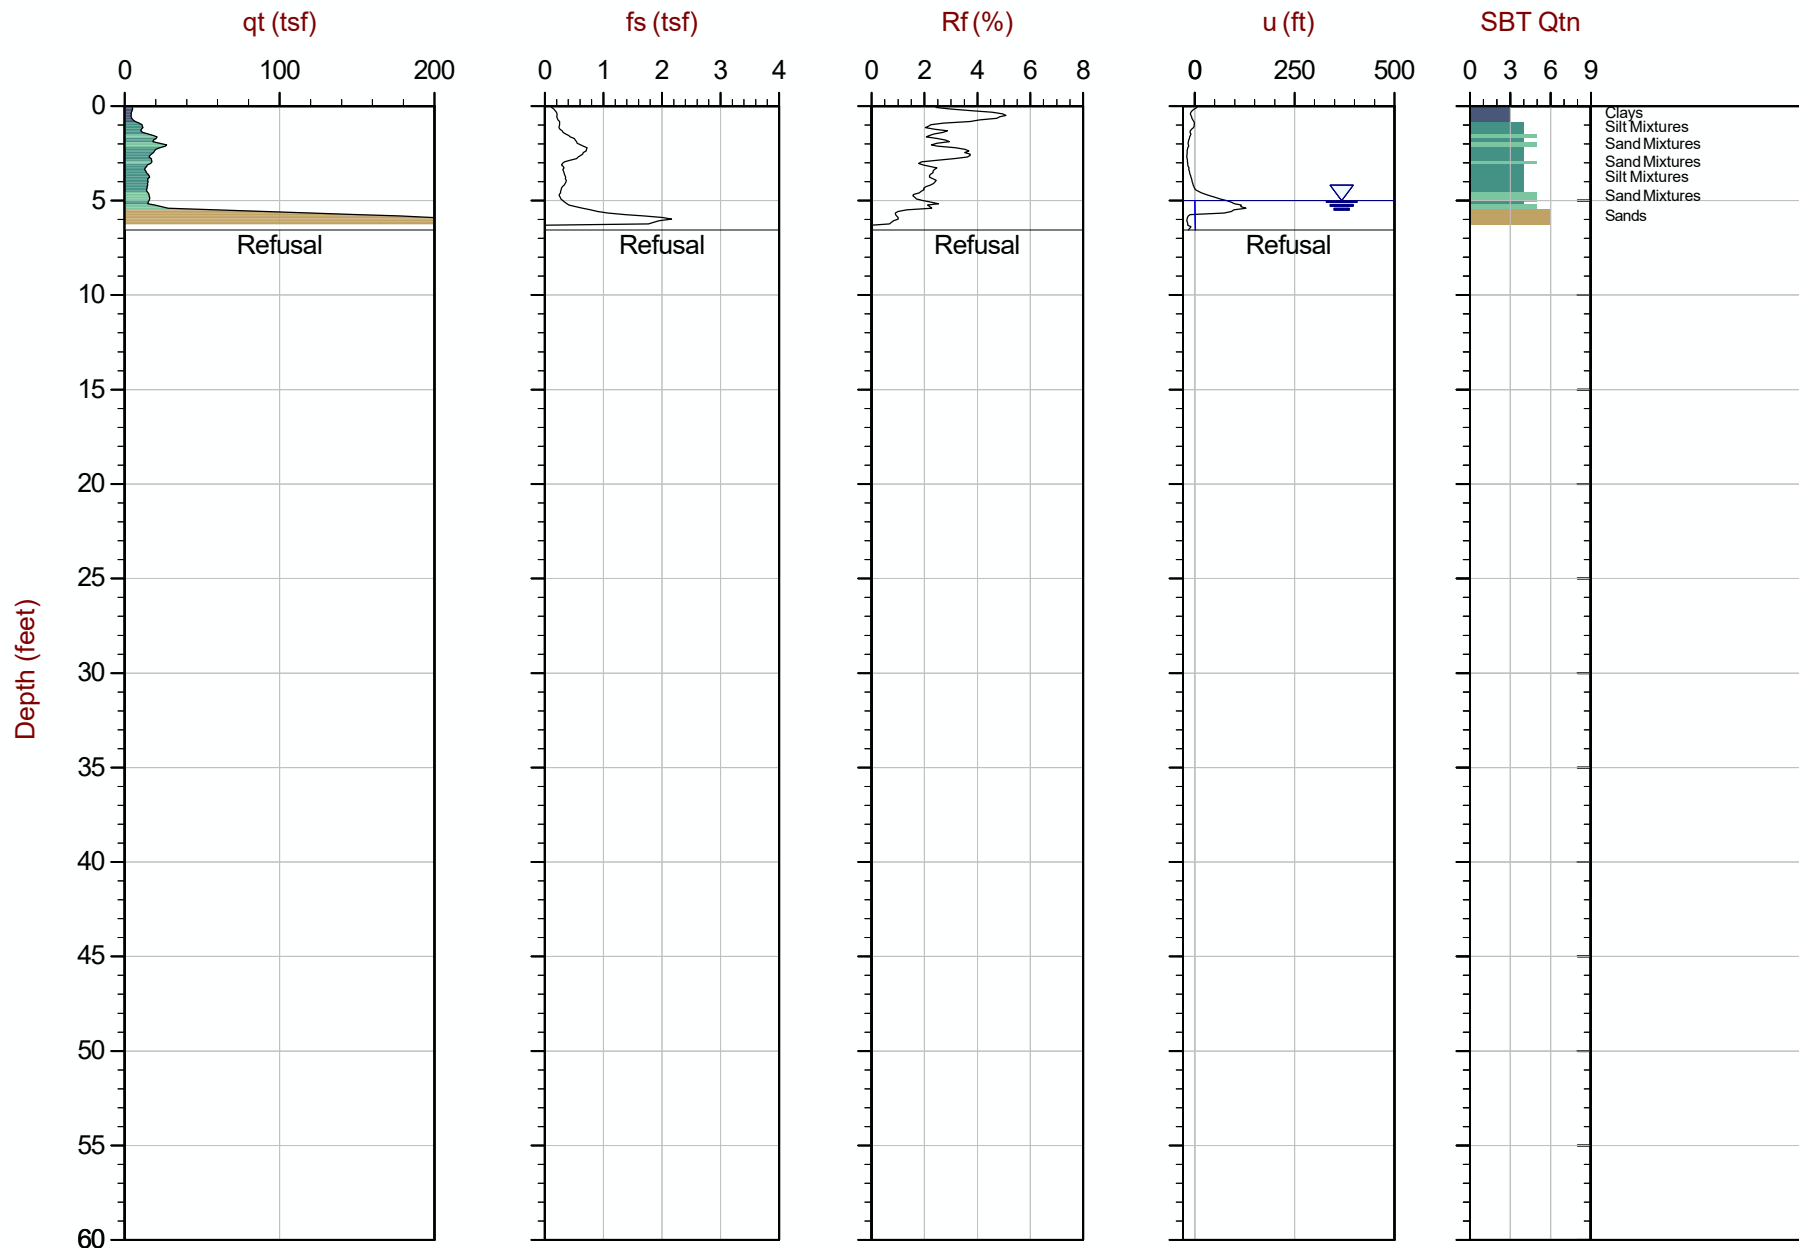 qt (tsf) fs (tsf) Rf (%) u (ft) SBT Qtn
0 100 200 0 1 2 3 4 0 2 4 6 8 0 250 500 0 3 6 9
0
Clays
Silt Mixtures
Sand Mixtures
Sand Mixtures
Silt Mixtures
Sand Mixtures
5
Sands
Refusal Refusal Refusal Refusal
10
15
20
25
30
Depth (feet)
35
40
45
50
55
60